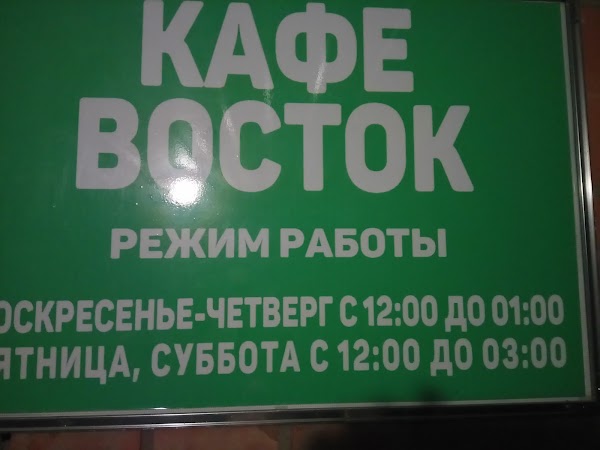 КАФЕ
ВОСТОК
РЕЖИМ РАБОТЫ
ОСКРЕСЕНЬЕ-ЧЕТВЕРГ С 12:00 ДО 01:00
ЯТНИЦА, СУББОТА С 12:00 ДО 03:00